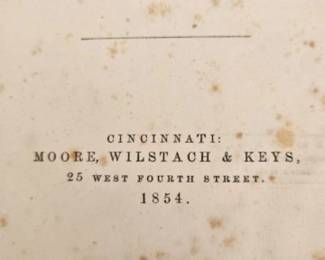 CINCINNATI:
MOORE, WILSTACH & KEYS,
25 WEST FOURTH STREET.
1854.